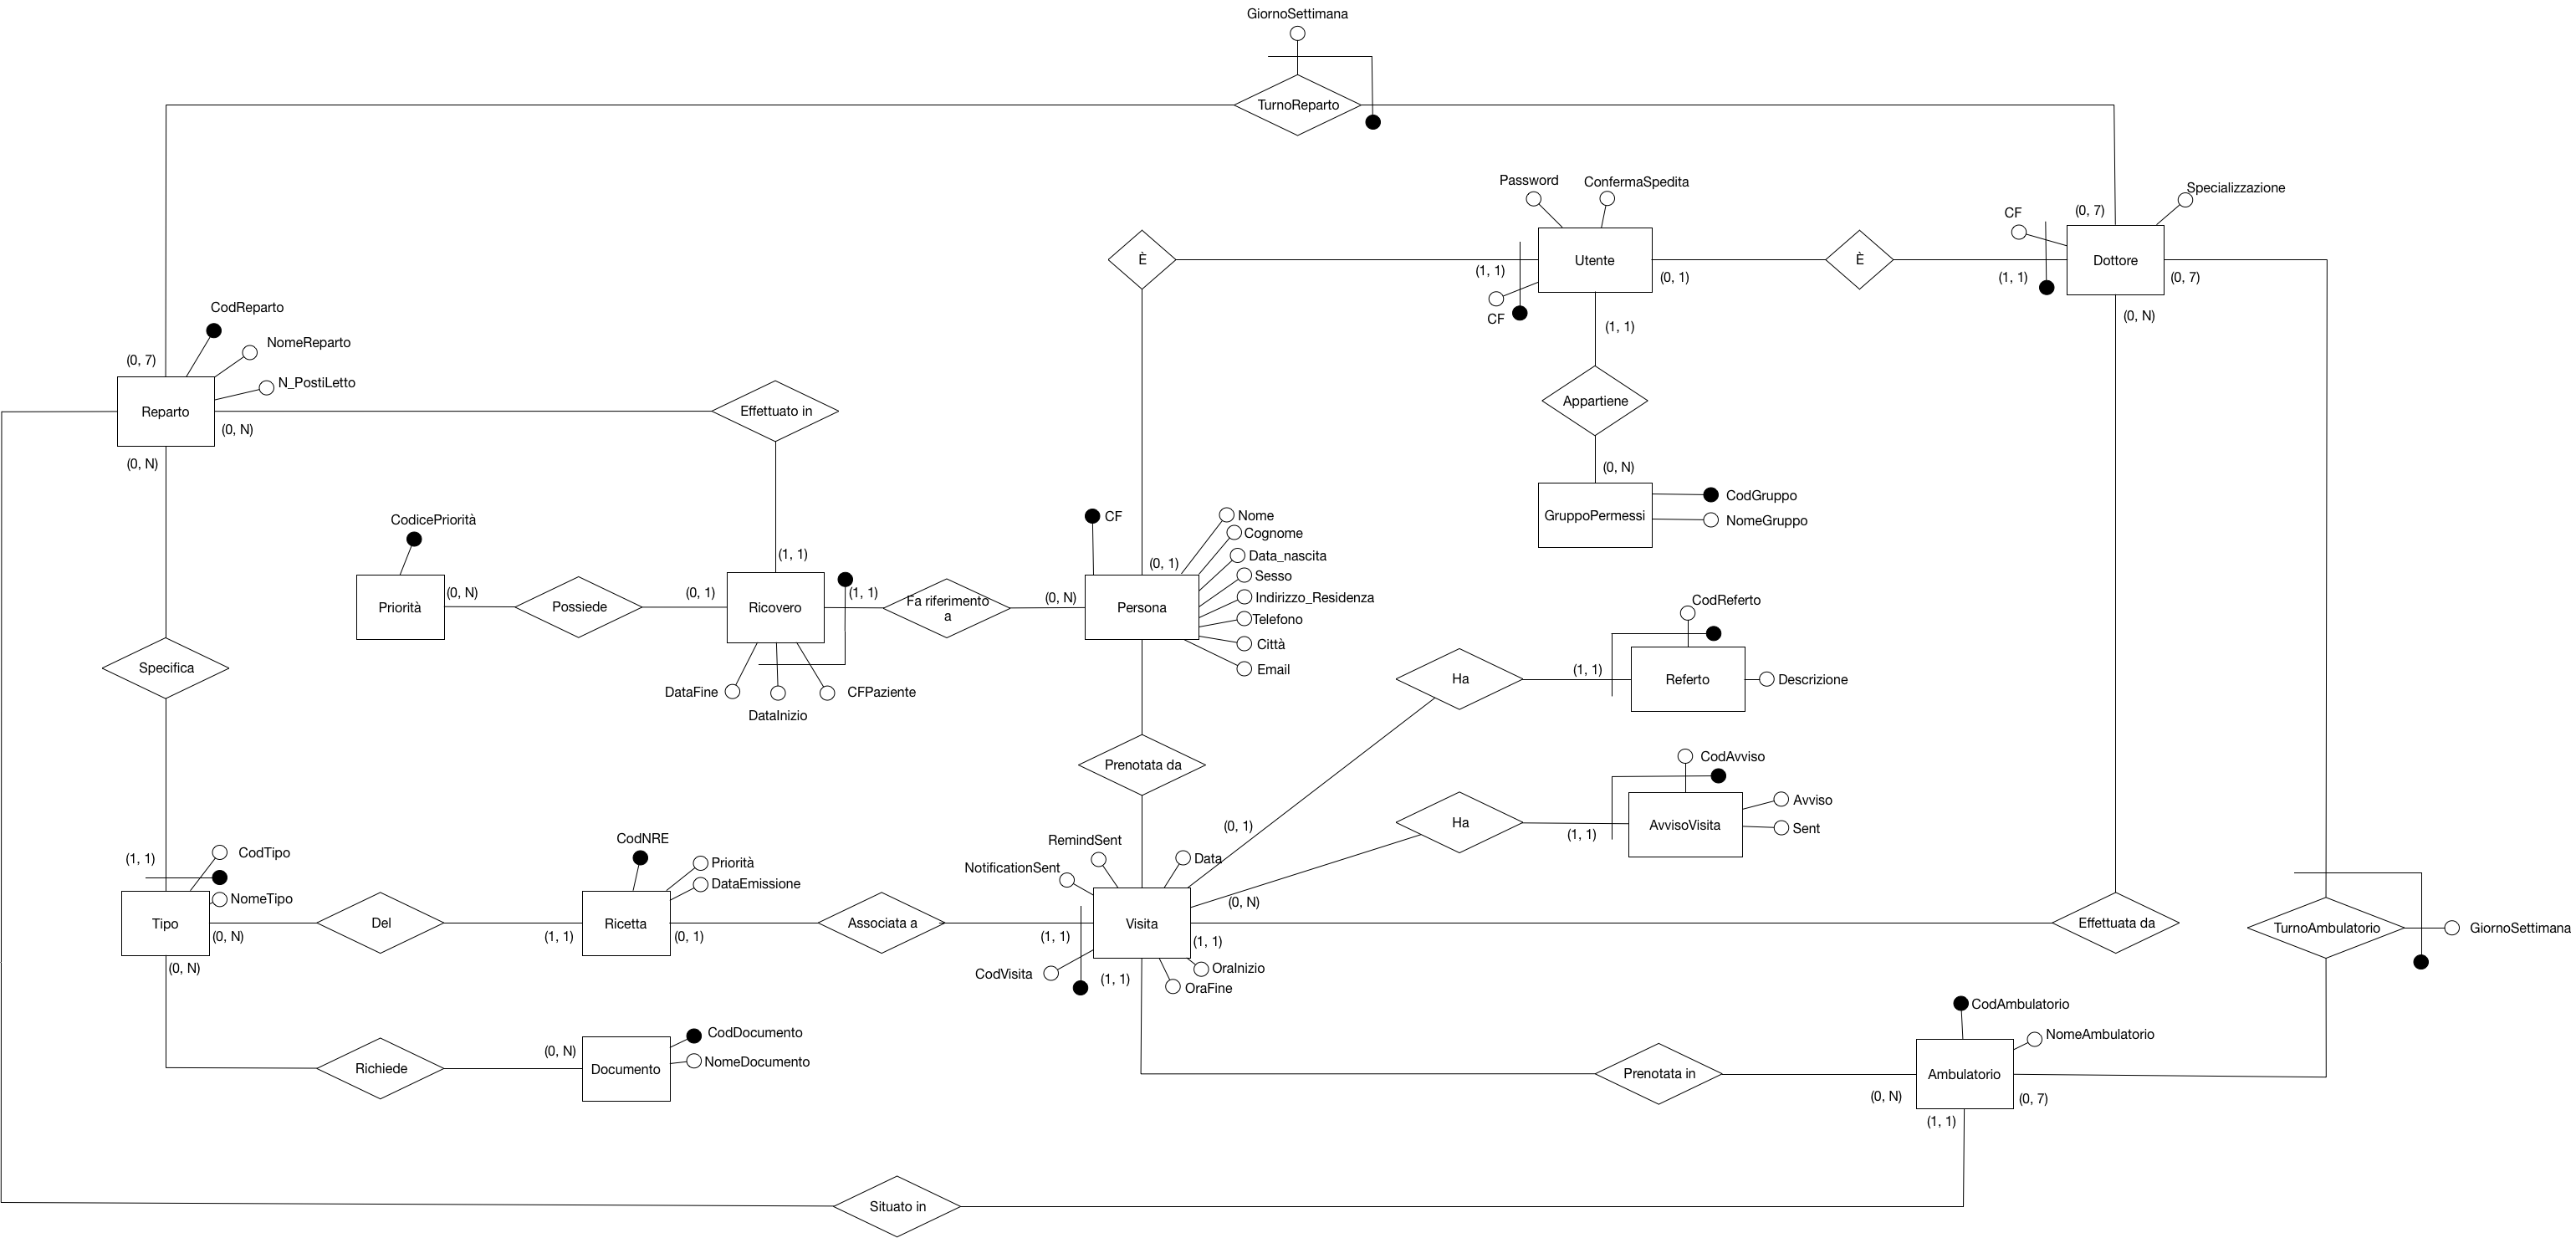 GiornoSettimana
TurnoReparto
Password
ConfermaSpedita
Specializzazione
CF
(0, 7)
È
(1, 1)
Utente
(0, 1)
È
(1, 1)
Dottore
(0, 7)
CF
(0, N)
(1, 1)
CodReparto
NomeReparto
(0, 7)
N_PostiLetto
Reparto
(0, N)
Effettuato in
Appartiene
(0, N)
(0, N)
CodGruppo
GruppoPermessi
NomeGruppo
CodicePriorità
CF
Nome
Cognome
Data_nascita
Sesso
Indirizzo_Residenza
Telefono
Città
Email
(1, 1)
(0, 1)
(0, N)
(0, 1)
(1, 1)
(0, N)
Priorità
Possiede
Ricovero
Fa riferimento
a
Persona
CodReferto
Specifica
DataFine
DataInizio
CFPaziente
Ha
(1, 1)
Referto
Descrizione
Prenotata da
CodAvviso
Avviso
Ha
(1, 1)
AvvisoVisita
Sent
(0, 1)
RemindSent
Data
NotificationSent
CodNRE
(1, 1)
CodTipo
Priorità
DataEmissione
NomeTipo
(0, N)
Tipo
Del
Ricetta
Associata a
Visita
Effettuata da
TurnoAmbulatorio
GiornoSettimana
(0, N)
(1, 1)
(0, 1)
(1, 1)
(1, 1)
(0, N)
CodVisita
(1, 1)
OraInizio
OraFine
CodAmbulatorio
CodDocumento
NomeAmbulatorio
(0, N)
NomeDocumento
Richiede
Documento
Prenotata in
Ambulatorio
(0, N)
(0, 7)
(1, 1)
Situato in